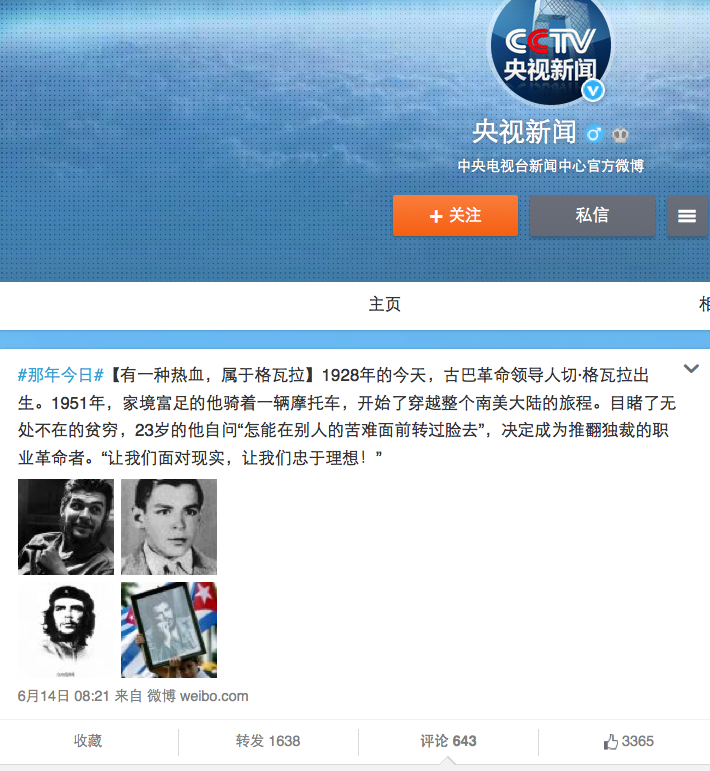 CCTV
央视新闻
央视新闻
中央电视台新闻中心官方微博
+ 关注
私信
主页
#那年今日#【有一种热血，属于格瓦拉】1928年的今天，古巴革命领导人切·格瓦拉出
生。1951年，家境富足的他骑着一辆摩托车，开始了穿越整个南美大陆的旅程。目睹了无
处不在的贫穷，23岁的他自问“怎能在别人的苦难面前转过脸去”，决定成为推翻独裁的职
业革命者。“让我们面对现实，让我们忠于理想！”
6月14日 08:21 来自 微博 weibo.com
收藏
转发 1638
评论 643
3365